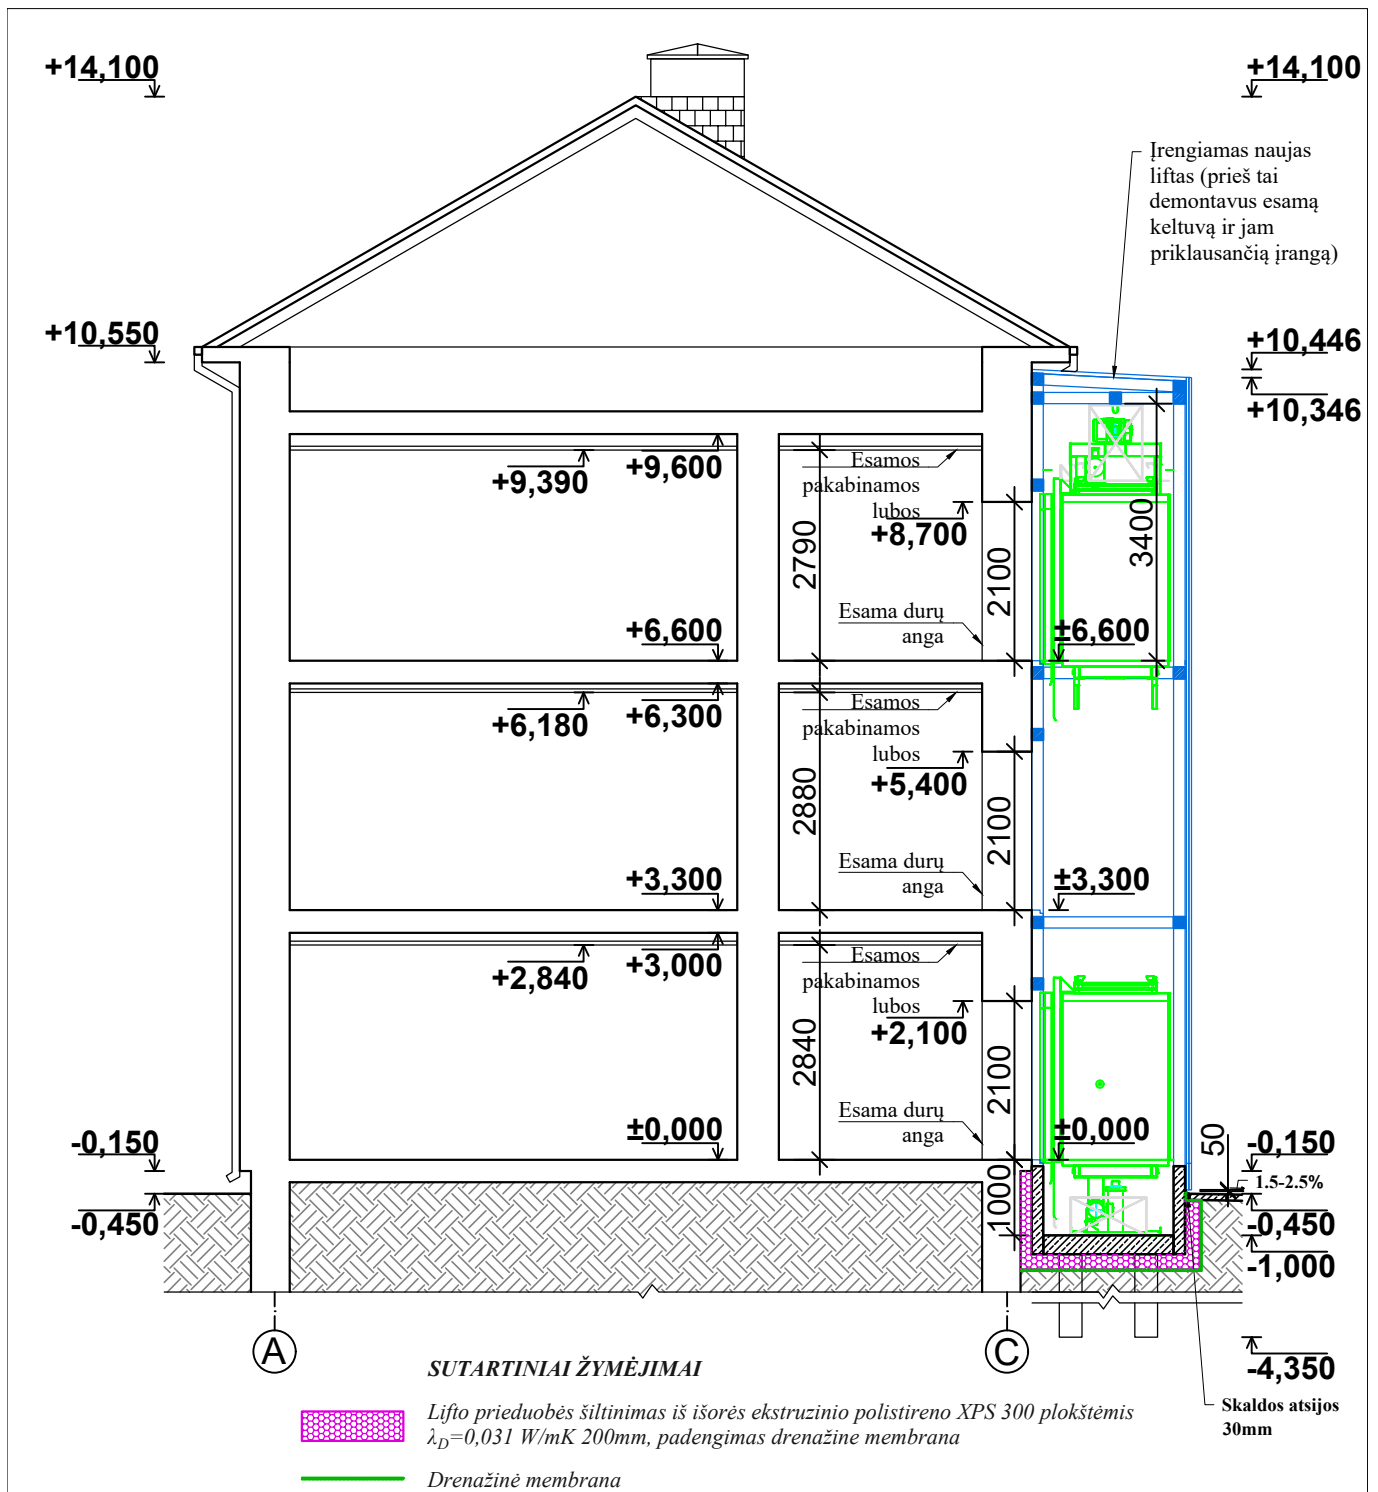 +14,100
+14,100
Įrengiamas naujas
liftas (prieš tai
demontavus esamą
keltuvą ir jam
priklausančią įrangą)
+10,550
+10,446
+10,346
+9,390
+9,600
Esamos
pakabinamos
lubos
+8,700
2790
2100
3400
Esama durų
anga
+6,600
±6,600
+6,180
+6,300
Esamos
pakabinamos
lubos
+5,400
2880
2100
Esama durų
anga
+3,300
±3,300
+2,840
+3,000
Esamos
pakabinamos
lubos
+2,100
2840
2100
Esama durų
anga
±0,000
±0,000
-0,150
-0,450
1000
50
-0,150
1.5-2.5%
-0,450
-1,000
-4,350
A
C
Skaldos atsijos
30mm
SUTARTINIAI ŽYMĖJIMAI
Lifto prieduobės šiltinimas iš išorės ekstruzinio polistireno XPS 300 plokštėmis
λD=0,031 W/mK 200mm, padengimas drenažine membrana
Drenažinė membrana